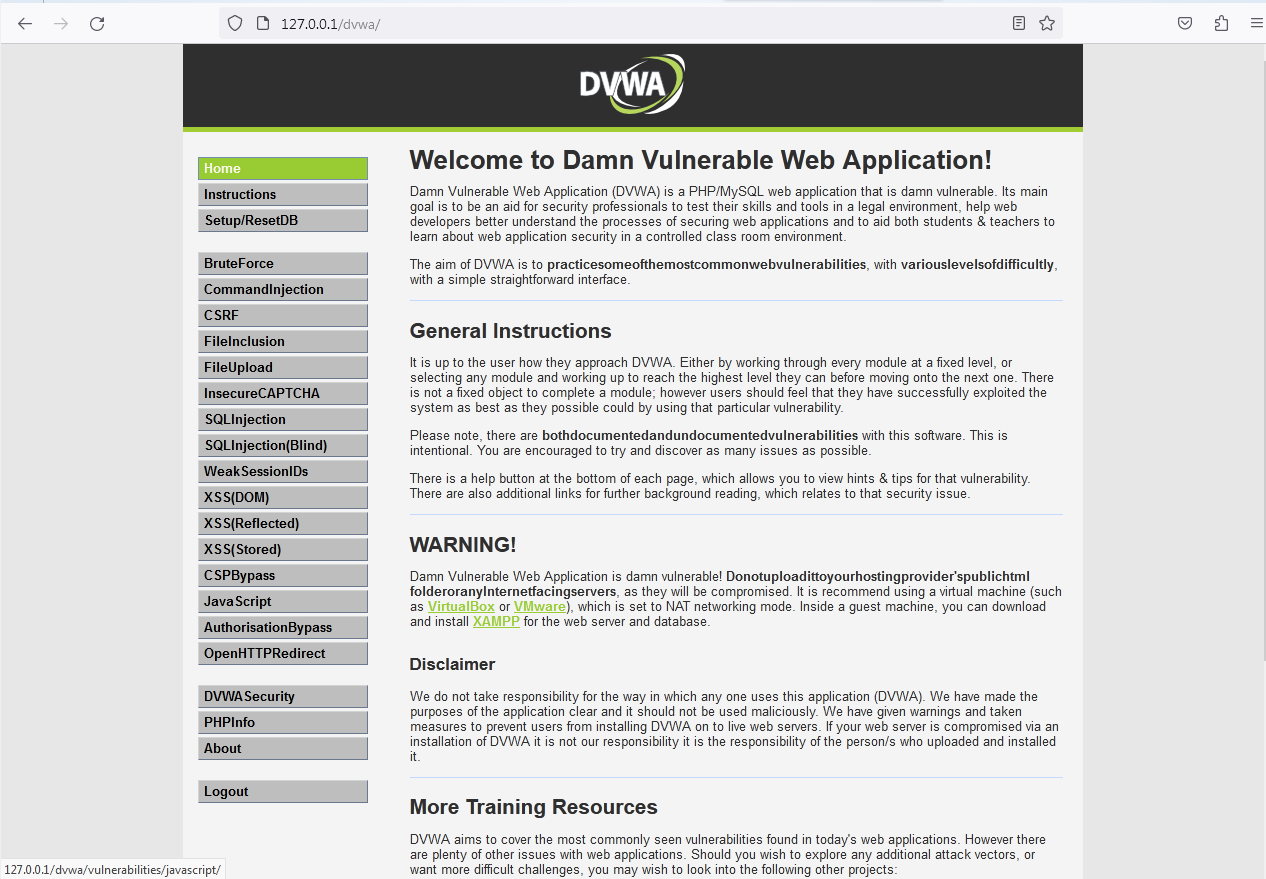 127.0.0.1/dvwa/
DVWA
Home
Instructions
Setup/ResetDB
BruteForce
CommandInjection
CSRF
FileInclusion
FileUpload
InsecureCAPTCHA
SQLInjection
SQLInjection(Blind)
WeakSessionIDs
XSS(DOM)
XSS(Reflected)
XSS(Stored)
CSPBypass
JavaScript
AuthorisationBypass
OpenHTTPRedirect
DVWASecurity
PHPInfo
About
Logout
Welcome to Damn Vulnerable Web Application!
Damn Vulnerable Web Application (DVWA) is a PHP/MySQL web application that is damn vulnerable. Its main
goal is to be an aid for security professionals to test their skills and tools in a legal environment, help web
developers better understand the processes of securing web applications and to aid both students & teachers to
learn about web application security in a controlled class room environment.
The aim of DVWA is to practicesomeofthemostcommonwebvulnerabilities, with variouslevelsofdifficultly,
with a simple straightforward interface.
General Instructions
It is up to the user how they approach DVWA. Either by working through every module at a fixed level, or
selecting any module and working up to reach the highest level they can before moving onto the next one. There
is not a fixed object to complete a module; however users should feel that they have successfully exploited the
system as best as they possible could by using that particular vulnerability.
Please note, there are bothdocumentedandundocumentedvulnerabilities with this software. This is
intentional. You are encouraged to try and discover as many issues as possible.
There is a help button at the bottom of each page, which allows you to view hints & tips for that vulnerability.
There are also additional links for further background reading, which relates to that security issue.
WARNING!
Damn Vulnerable Web Application is damn vulnerable! Donotuploadittoyourhostingprovider'spublichtml
folderoranyInternetfacingservers, as they will be compromised. It is recommend using a virtual machine (such
as VirtualBox or VMware), which is set to NAT networking mode. Inside a guest machine, you can download
and install XAMPP for the web server and database.
Disclaimer
We do not take responsibility for the way in which any one uses this application (DVWA). We have made the
purposes of the application clear and it should not be used maliciously. We have given warnings and taken
measures to prevent users from installing DVWA on to live web servers. If your web server is compromised via an
installation of DVWA it is not our responsibility it is the responsibility of the person/s who uploaded and installed
it.
More Training Resources
DVWA aims to cover the most commonly seen vulnerabilities found in today's web applications. However there
are plenty of other issues with web applications. Should you wish to explore any additional attack vectors, or
want more difficult challenges, you may wish to look into the following other projects:
127.0.0.1/dvwa/vulnerabilities/javascript/